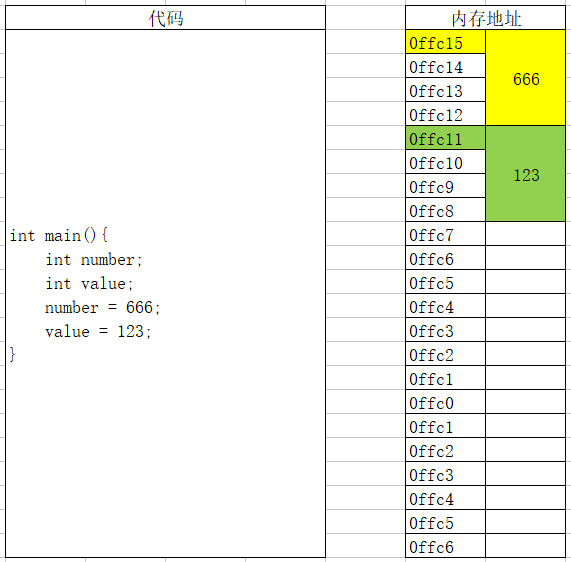 代码
int main(){
int number;
int value;
number = 666;
value = 123;
}
内存地址
0ffc15
0ffc14
666
0ffc13
0ffc12
0ffc11
0ffc10
123
0ffc9
0ffc8
0ffc7
0ffc6
0ffc5
0ffc4
0ffc3
0ffc2
0ffc1
0ffc0
0ffc1
0ffc2
0ffc3
0ffc4
0ffc5
0ffc6